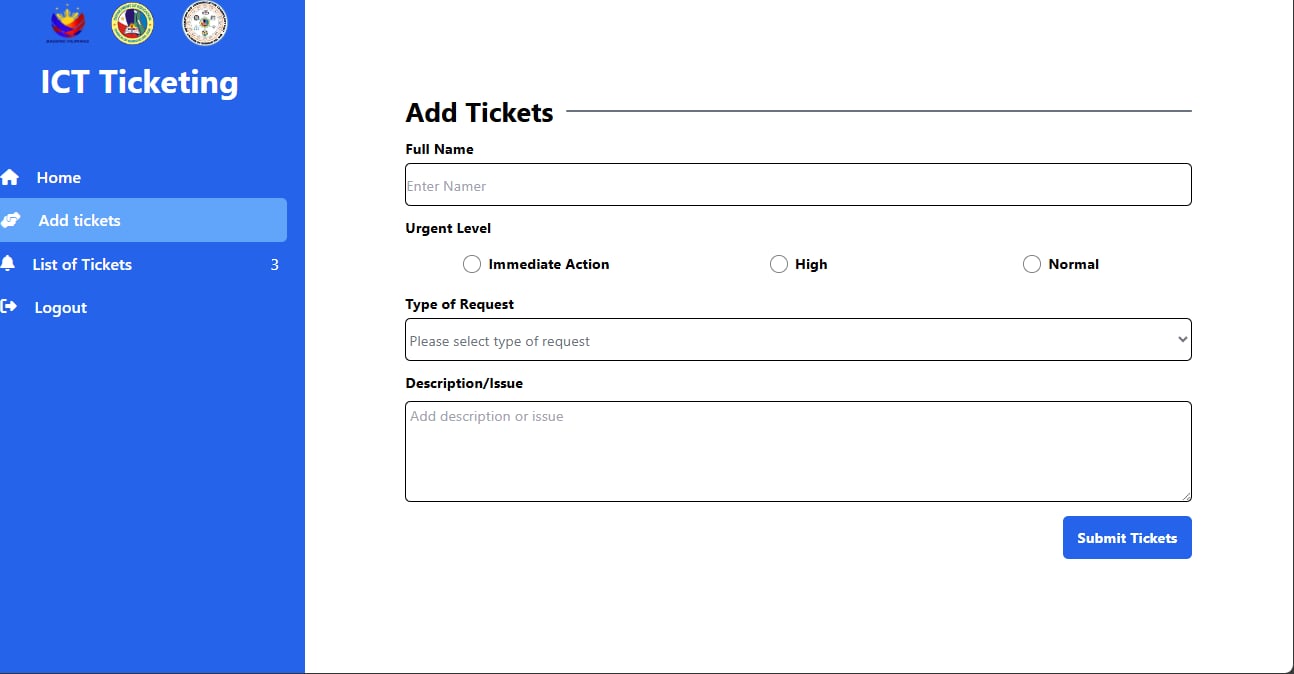 ICT Ticketing
Home
Add tickets
List of Tickets 3
Logout
Add Tickets
Full Name
Enter Namer
Urgent Level
Immediate Action High Normal
Type of Request
Please select type of request
Description/Issue
Add description or issue
Submit Tickets